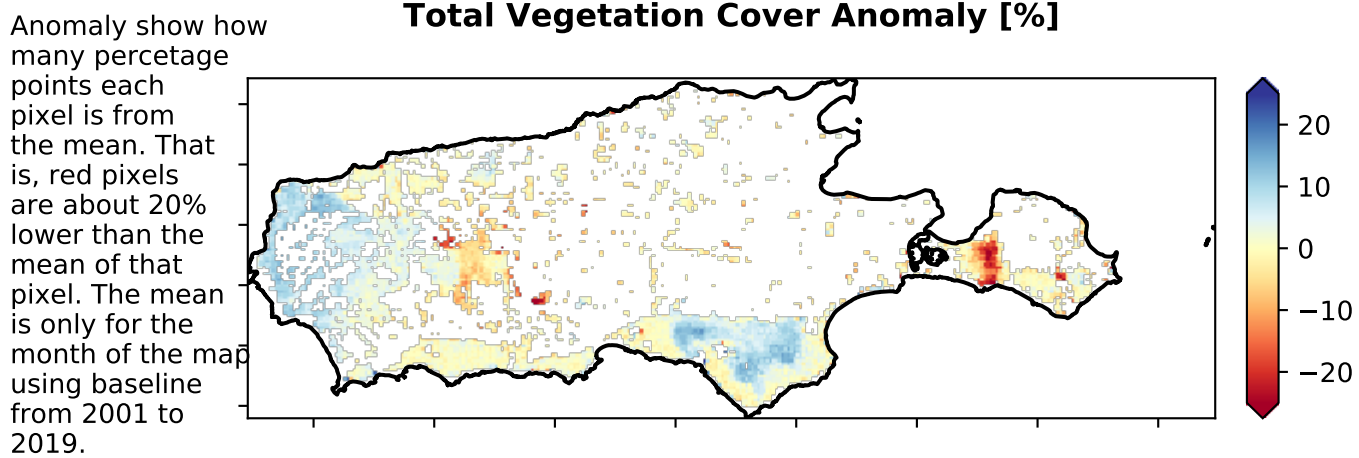 Total Vegetation Cover Anomaly [%]
Anomaly show how
many percetage
points each
pixel is from
the mean. That
is, red pixels
are about 20%
lower than the
mean of that
pixel. The mean
is only for the
month of the map
using baseline
from 2001 to
2019.
20
10
0
−10
−20